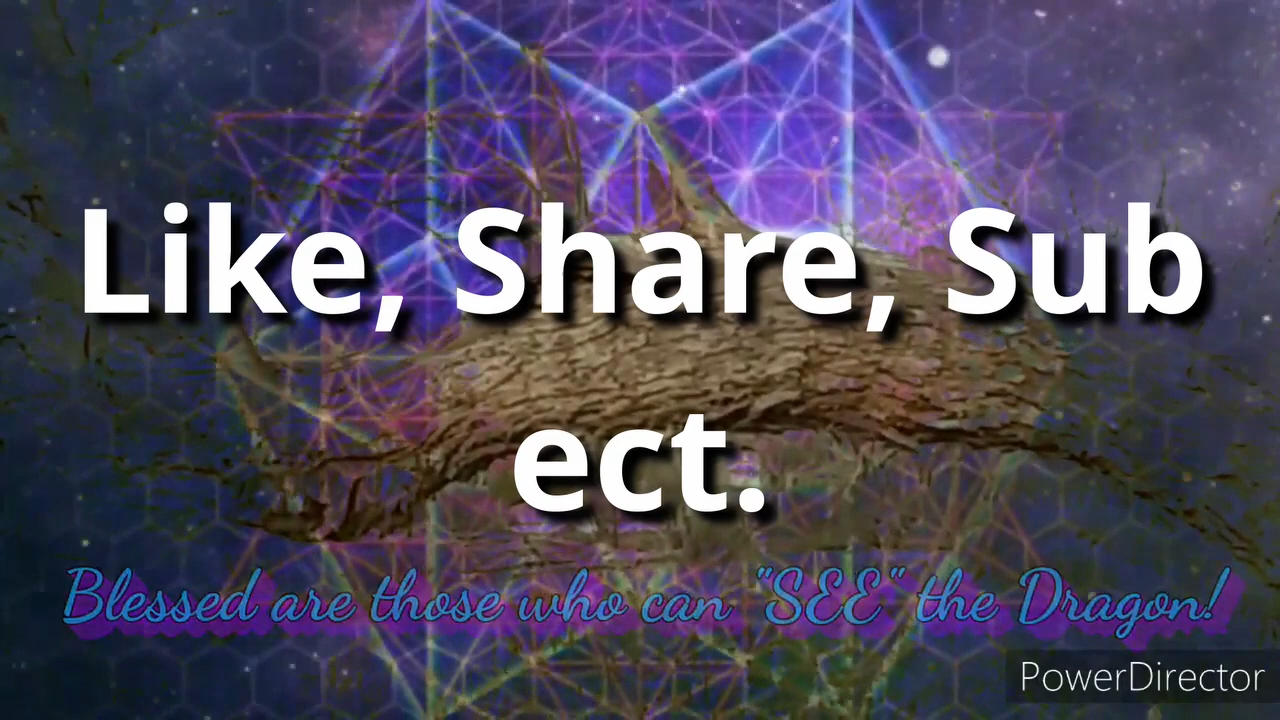 Like, Share, Sub
ect.
Blessed are those who can "SEE" the Dragon!
PowerDirector